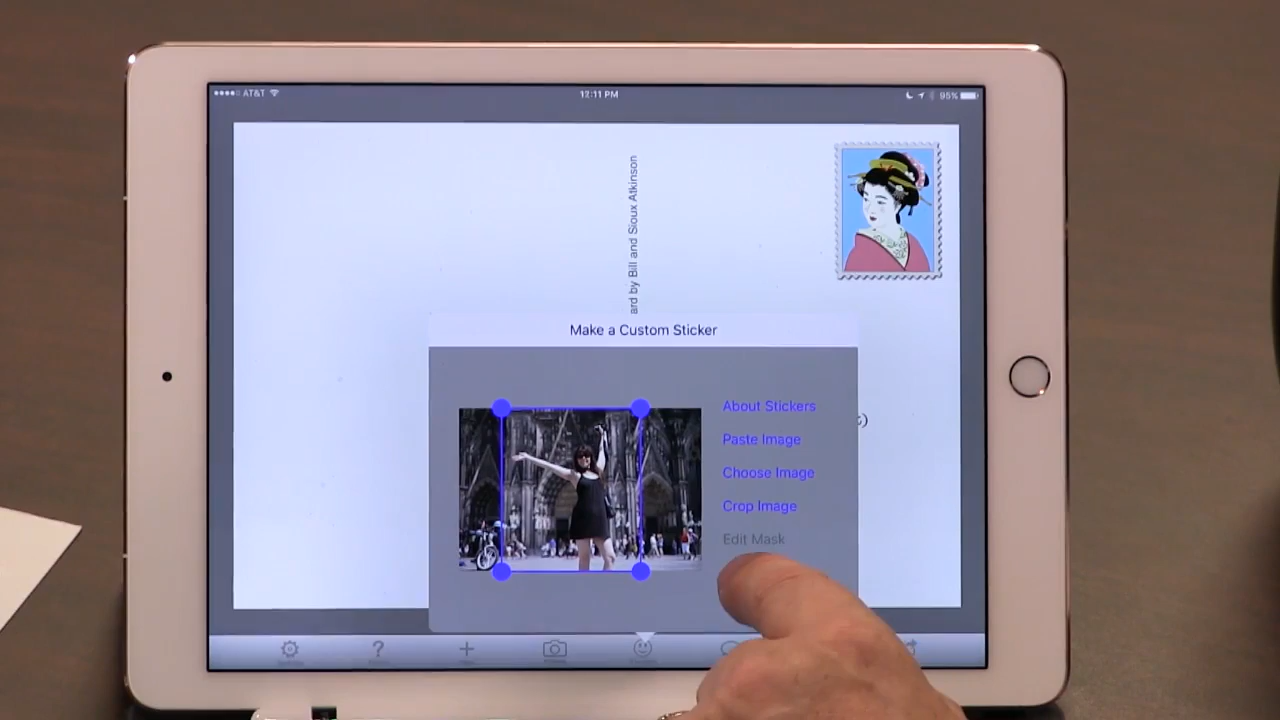 AT&T
12:11 PM
95%
ard by Bill and Sioux Atkinson
Make a Custom Sticker
About Stickers
Paste Image
Choose Image
Crop Image
Edit Mask
?